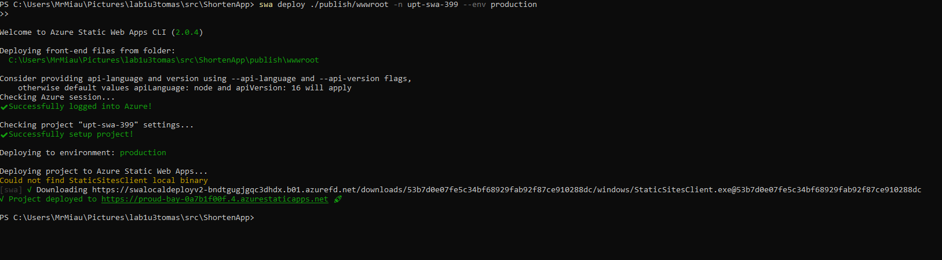 PS C:\Users\MrMiau\Pictures\lab1u3tomas\src\ShortenApp> swa deploy ./publish/wwwroot -n upt-swa-399 --env production
>>
Welcome to Azure Static Web Apps CLI (2.0.4)
Deploying front-end files from folder:
C:\Users\MrMiau\Pictures\lab1u3tomas\src\ShortenApp\publish\wwwroot
Consider providing api-language and version using --api-language and --api-version flags,
otherwise default values apiLanguage: node and apiVersion: 16 will apply
Checking Azure session...
✔Successfully logged into Azure!
Checking project "upt-swa-399" settings...
✔Successfully setup project!
Deploying to environment: production
Deploying project to Azure Static Web Apps...
Could not find StaticSitesClient local binary
[swa] √ Downloading https://swalocaldeployv2-bndtgugjgqc3dhdx.b01.azurefd.net/downloads/53b7d0e07fe5c34bf68929fab92f87ce910288dc/windows/StaticSitesClient.exe@53b7d0e07fe5c34bf68929fab92f87ce910288dc
√ Project deployed to https://proud-bay-0a7b1f00f.4.azurestaticapps.net 🚀
PS C:\Users\MrMiau\Pictures\lab1u3tomas\src\ShortenApp>